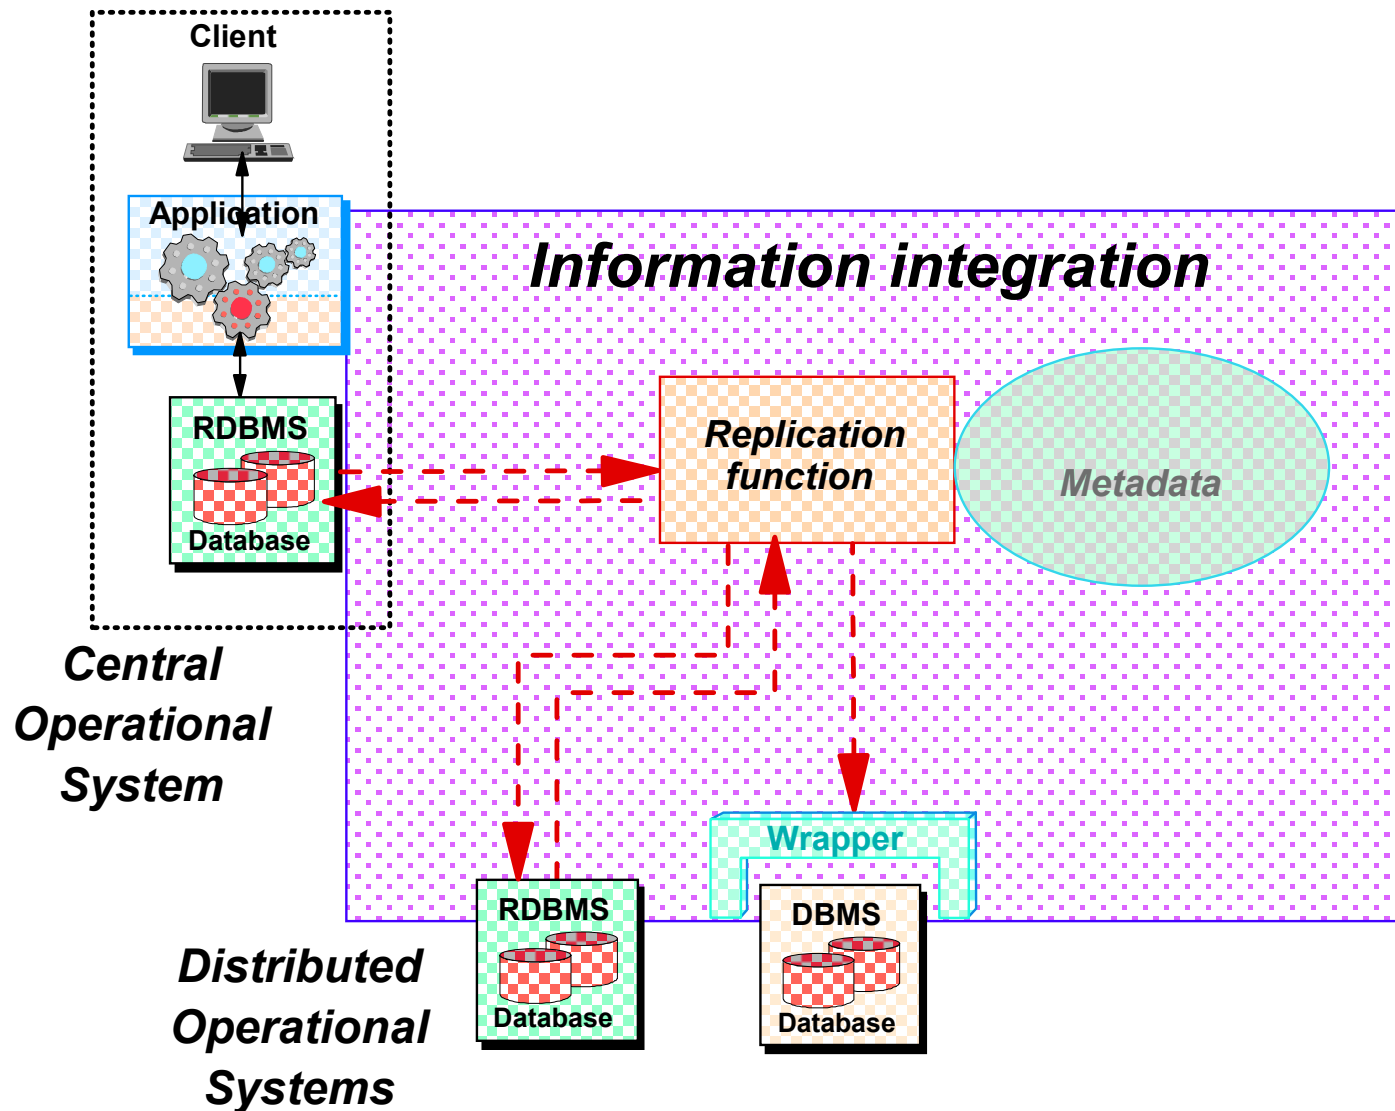 Client
Application
Information integration
Replication
function
Metadata
RDBMS
Database
Central
Operational
System
Wrapper
RDBMS
Database
DBMS
Database
Distributed
Operational
Systems